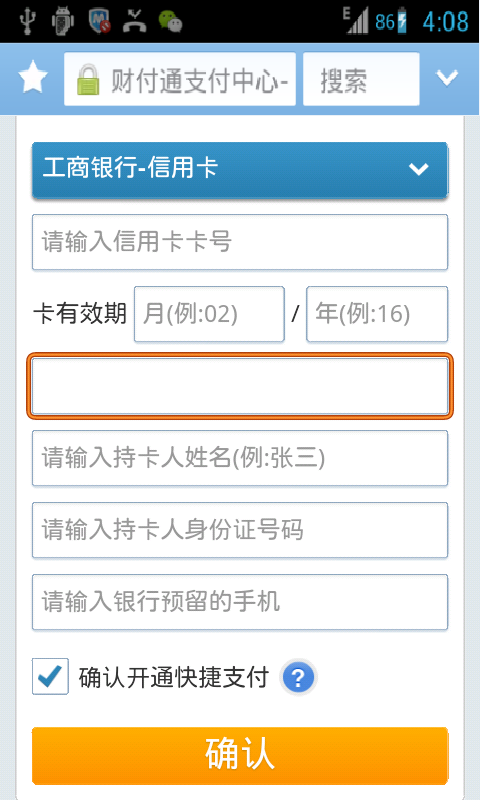 E 86 4:08
财付通支付中心- 搜索
工商银行-信用卡
请输入信用卡卡号
卡有效期 月(例:02) / 年(例:16)
请输入持卡人姓名(例:张三)
请输入持卡人身份证号码
请输入银行预留的手机
确认开通快捷支付 ?
确认